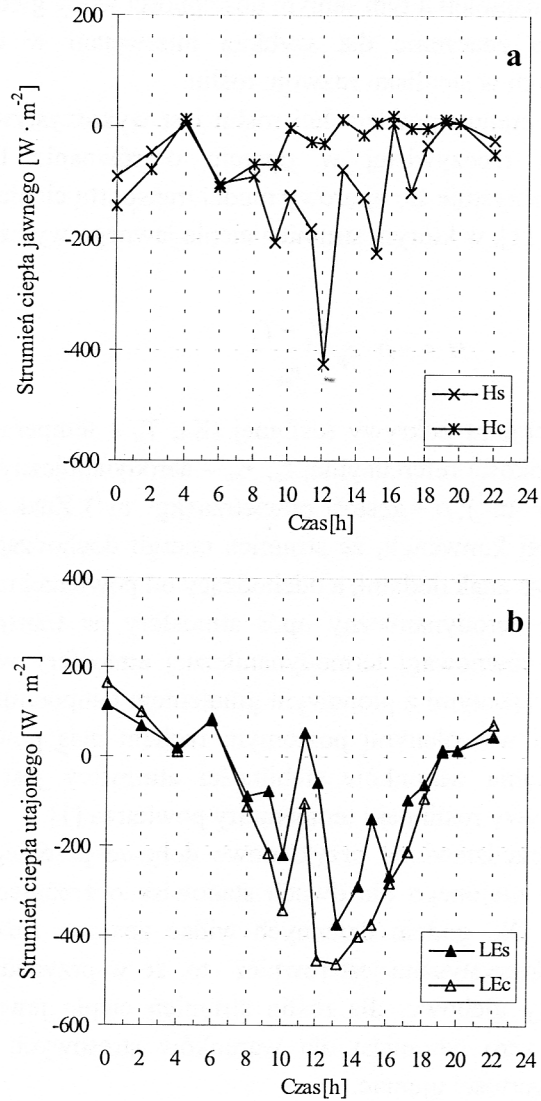 a
Strumień ciepła jawnego [W · m⁻²]
200
0
-200
-400
-600
Hs
Hc
0 2 4 6 8 10 12 14 16 18 20 22 24
Czas[h]
b
Strumień ciepła utajonego [W · m⁻²]
400
200
0
-200
-400
-600
LEs
LEc
0 2 4 6 8 10 12 14 16 18 20 22 24
Czas[h]